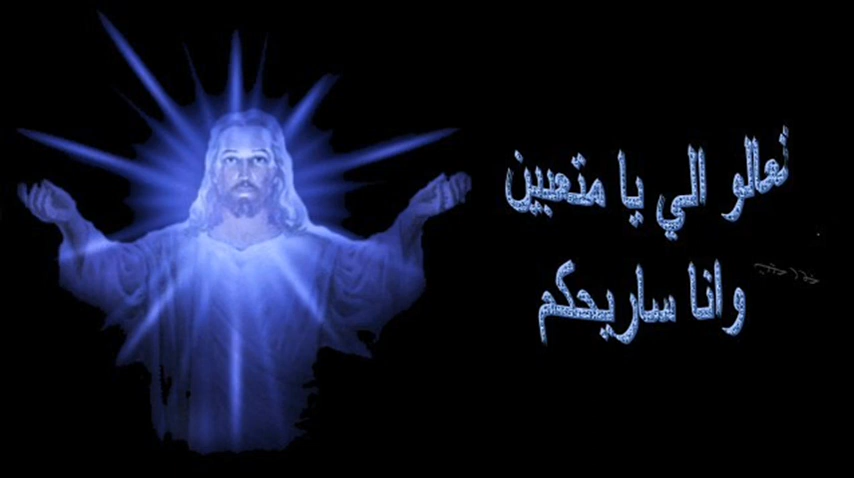 تعالو الي يا متعبين
وانا ساريحكم